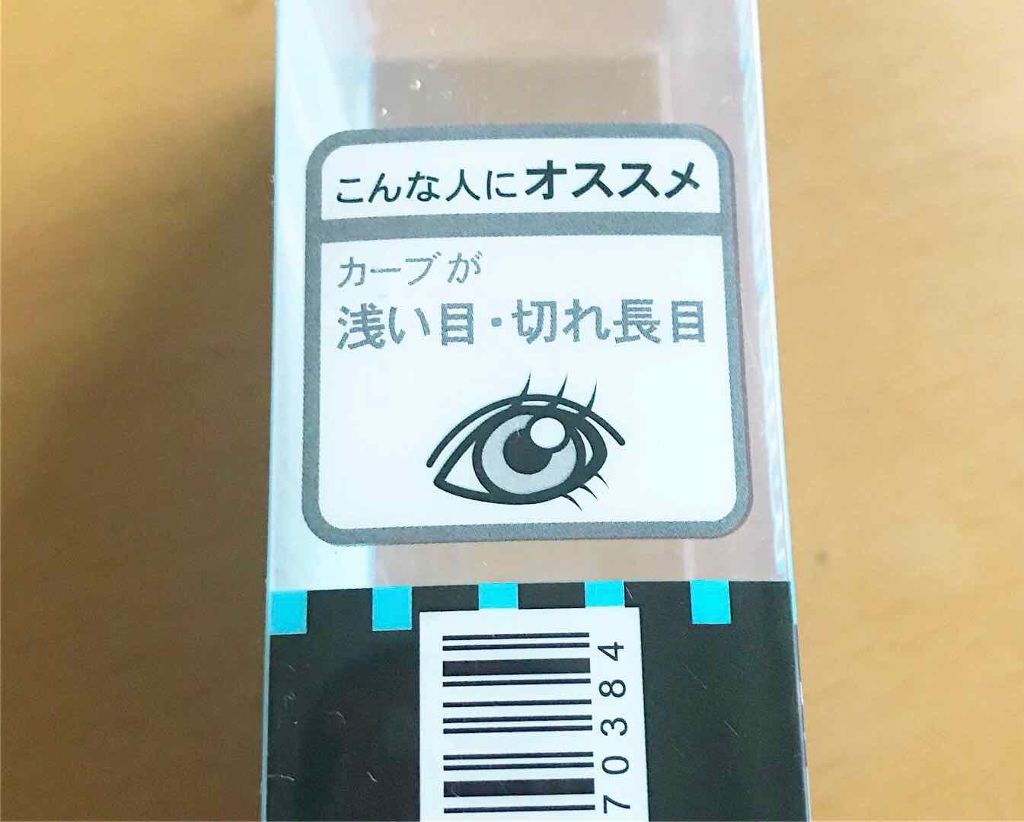 こんな人にオススメ
カーブが
浅い目・切れ長目
70384